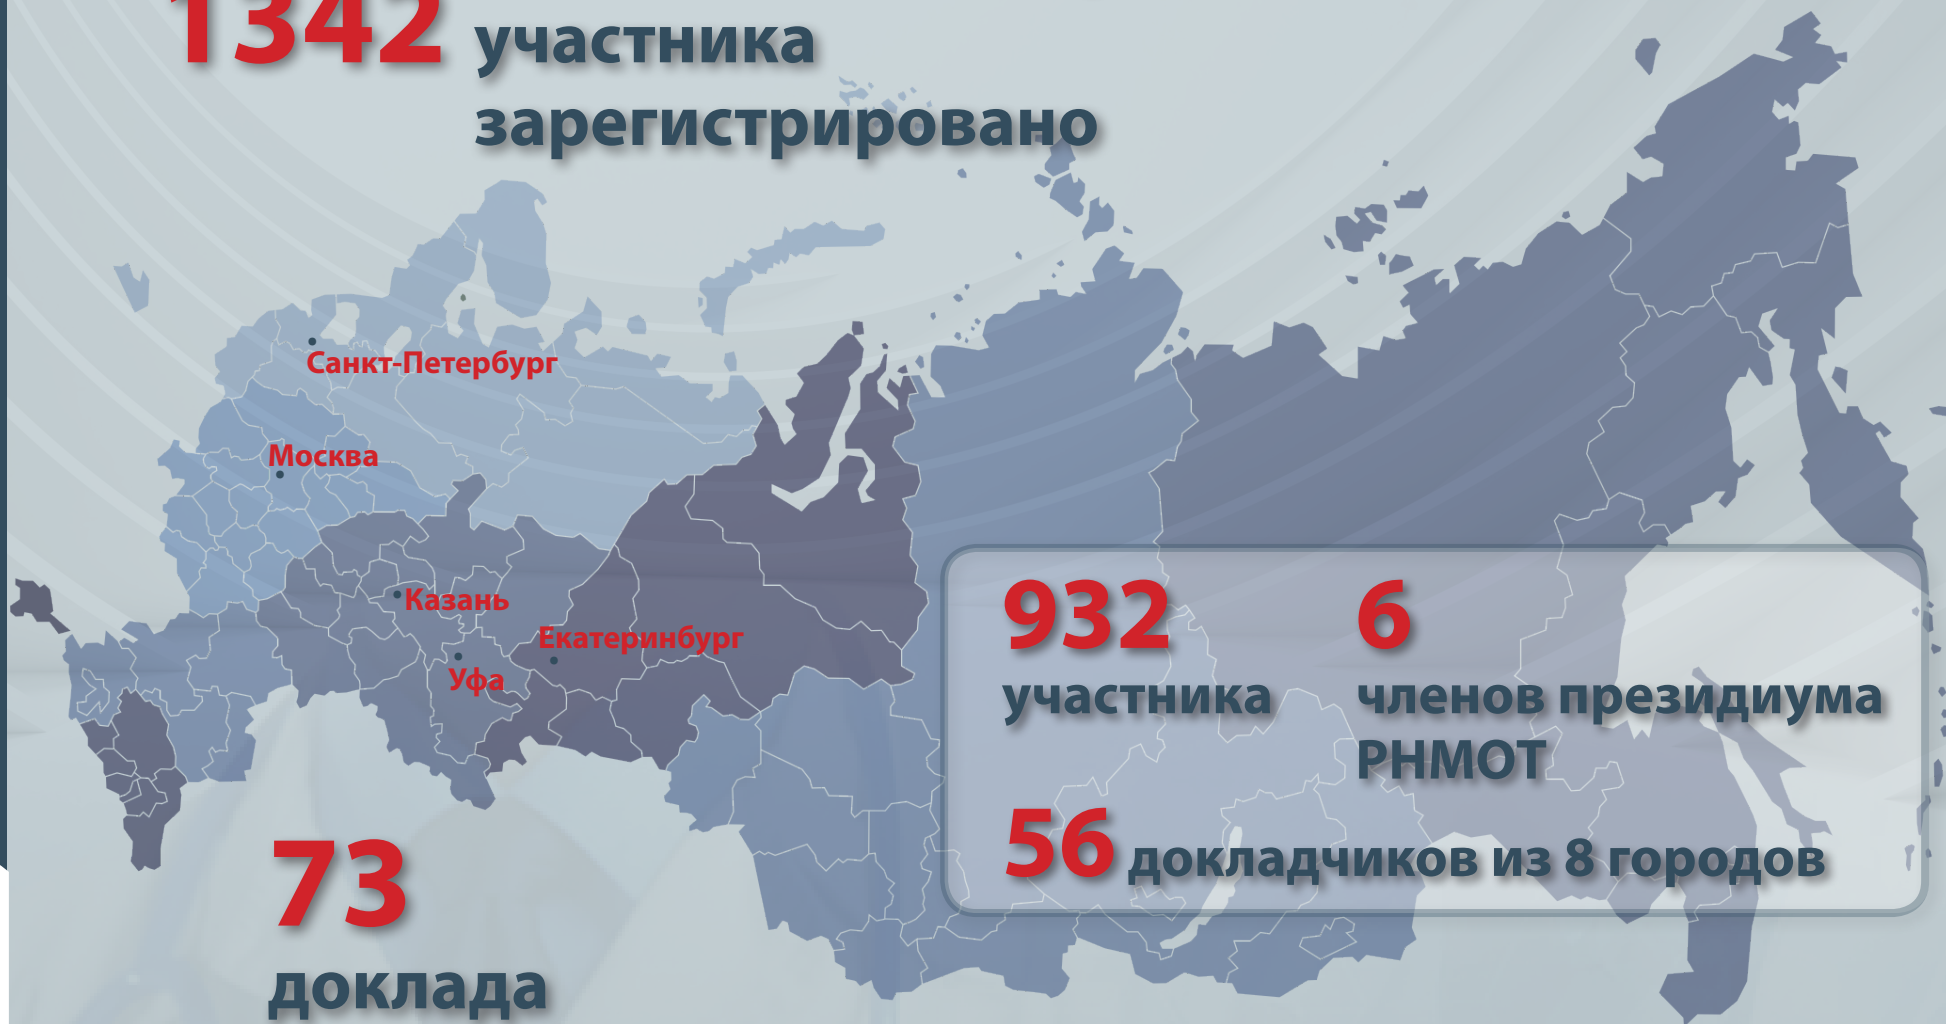 1342 участника
зарегистрировано
Санкт-Петербург
Москва
Казань
Екатеринбург
Уфа
932
участника
6
членов президиума
РНМОТ
56 докладчиков из 8 городов
73
доклада